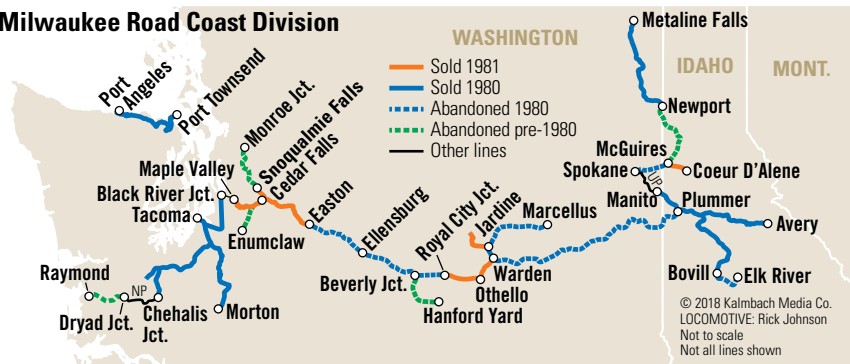 Milwaukee Road Coast Division
WASHINGTON
IDAHO
MONT.
Sold 1981
Sold 1980
Abandoned 1980
Abandoned pre-1980
Other lines
Metaline Falls
Port
Angeles
Port Townsend
Monroe Jct.
Snoqualmie Falls
Cedar Falls
Newport
McGuires
Spokane
Coeur D'Alene
UP
Manito
Plummer
Maple Valley
Black River Jct.
Tacoma
Easton
Enumclaw
Ellensburg
Royal City Jct.
Jardine
Marcellus
Avery
Raymond
NP
Dryad Jct.
Chehalis
Jct.
Morton
Beverly Jct.
Warden
Othello
Hanford Yard
Bovill
Elk River
© 2018 Kalmbach Media Co.
LOCOMOTIVE: Rick Johnson
Not to scale
Not all lines shown